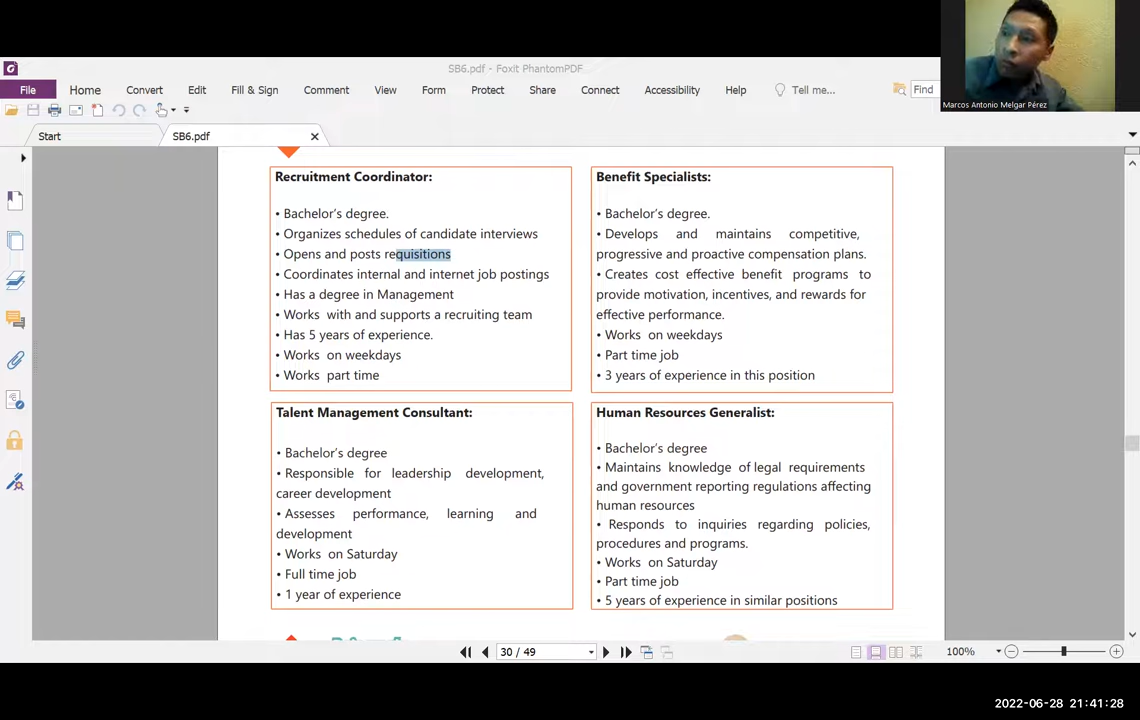 SB6.pdf - Foxit PhantomPDF
File Home Convert Edit Fill & Sign Comment View Form Protect Share Connect Accessibility Help Tell me... Find
Marcos Antonio Melgar Pérez
Start SB6.pdf
Recruitment Coordinator:
• Bachelor's degree.
• Organizes schedules of candidate interviews
• Opens and posts requisitions
• Coordinates internal and internet job postings
• Has a degree in Management
• Works with and supports a recruiting team
• Has 5 years of experience.
• Works on weekdays
• Works part time
Benefit Specialists:
• Bachelor's degree.
• Develops and maintains competitive,
progressive and proactive compensation plans.
• Creates cost effective benefit programs to
provide motivation, incentives, and rewards for
effective performance.
• Works on weekdays
• Part time job
• 3 years of experience in this position
Talent Management Consultant:
• Bachelor's degree
• Responsible for leadership development,
career development
• Assesses performance, learning and
development
• Works on Saturday
• Full time job
• 1 year of experience
Human Resources Generalist:
• Bachelor's degree
• Maintains knowledge of legal requirements
and government reporting regulations affecting
human resources
• Responds to inquiries regarding policies,
procedures and programs.
• Works on Saturday
• Part time job
• 5 years of experience in similar positions
30 / 49
100%
2022-06-28 21:41:28